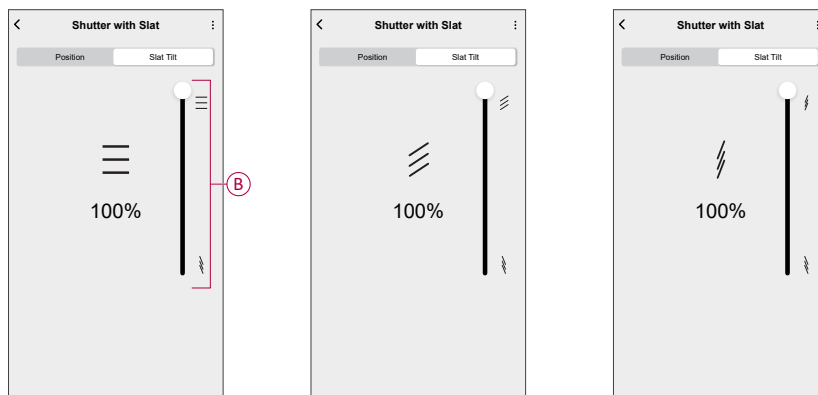 Shutter with Slat
Position Slat Tilt
100%
B
Shutter with Slat
Position Slat Tilt
100%
Shutter with Slat
Position Slat Tilt
100%